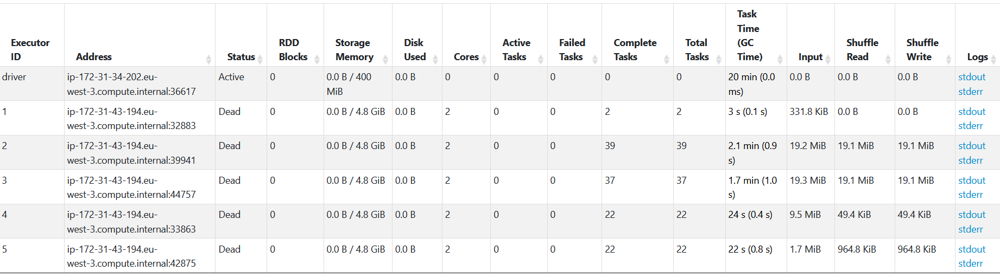 Executor ID Address Status RDD Blocks Storage Memory Disk Used Cores Active Tasks Failed Tasks Complete Tasks Total Tasks Task Time (GC Time) Input Shuffle Read Shuffle Write Logs
driver ip-172-31-34-202.eu-west-3.compute.internal:36617 Active 0 0.0 B / 400 MiB 0.0 B 0 0 0 0 0 20 min (0.0 ms) 0.0 B 0.0 B 0.0 B stdout stderr
1 ip-172-31-43-194.eu-west-3.compute.internal:32883 Dead 0 0.0 B / 4.8 GiB 0.0 B 2 0 0 2 2 3 s (0.1 s) 331.8 KiB 0.0 B 0.0 B stdout stderr
2 ip-172-31-43-194.eu-west-3.compute.internal:39941 Dead 0 0.0 B / 4.8 GiB 0.0 B 2 0 0 39 39 2.1 min (0.9 s) 19.2 MiB 19.1 MiB 19.1 MiB stdout stderr
3 ip-172-31-43-194.eu-west-3.compute.internal:44757 Dead 0 0.0 B / 4.8 GiB 0.0 B 2 0 0 37 37 1.7 min (1.0 s) 19.3 MiB 19.1 MiB 19.1 MiB stdout stderr
4 ip-172-31-43-194.eu-west-3.compute.internal:33863 Dead 0 0.0 B / 4.8 GiB 0.0 B 2 0 0 22 22 24 s (0.4 s) 9.5 MiB 49.4 KiB 49.4 KiB stdout stderr
5 ip-172-31-43-194.eu-west-3.compute.internal:42875 Dead 0 0.0 B / 4.8 GiB 0.0 B 2 0 0 22 22 22 s (0.8 s) 1.7 MiB 964.8 KiB 964.8 KiB stdout stderr